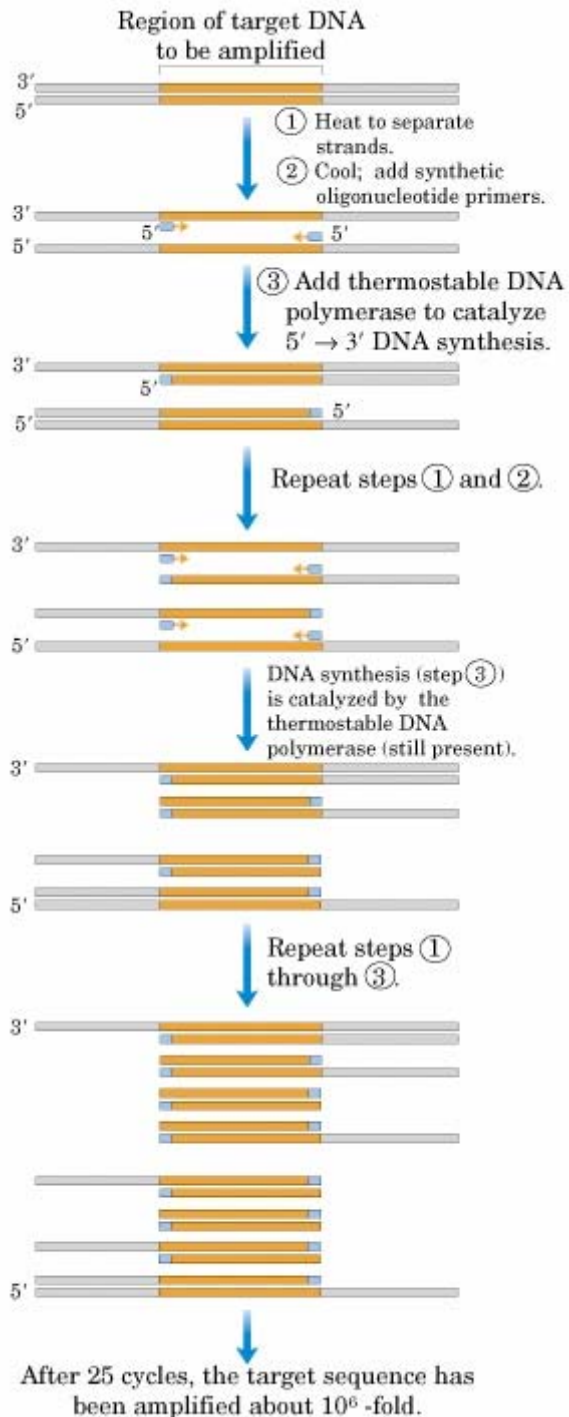 Region of target DNA
to be amplified
3′
5′
① Heat to separate
strands.
② Cool; add synthetic
oligonucleotide primers.
3′
5′
5′
5′
③ Add thermostable DNA
polymerase to catalyze
5′ → 3′ DNA synthesis.
3′
5′
5′
5′
Repeat steps ① and ②.
3′
5′
DNA synthesis (step ③)
is catalyzed by the
thermostable DNA
polymerase (still present).
3′
5′
Repeat steps ①
through ③.
3′
5′
After 25 cycles, the target sequence has
been amplified about 10⁶ -fold.